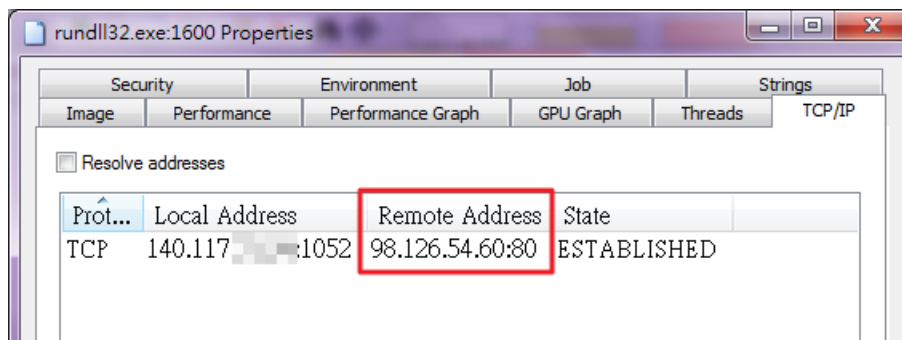 rundll32.exe:1600 Properties
Security Environment Job Strings
Image Performance Performance Graph GPU Graph Threads TCP/IP
Resolve addresses
Prot... Local Address Remote Address State
TCP 140.117 :1052 98.126.54.60:80 ESTABLISHED